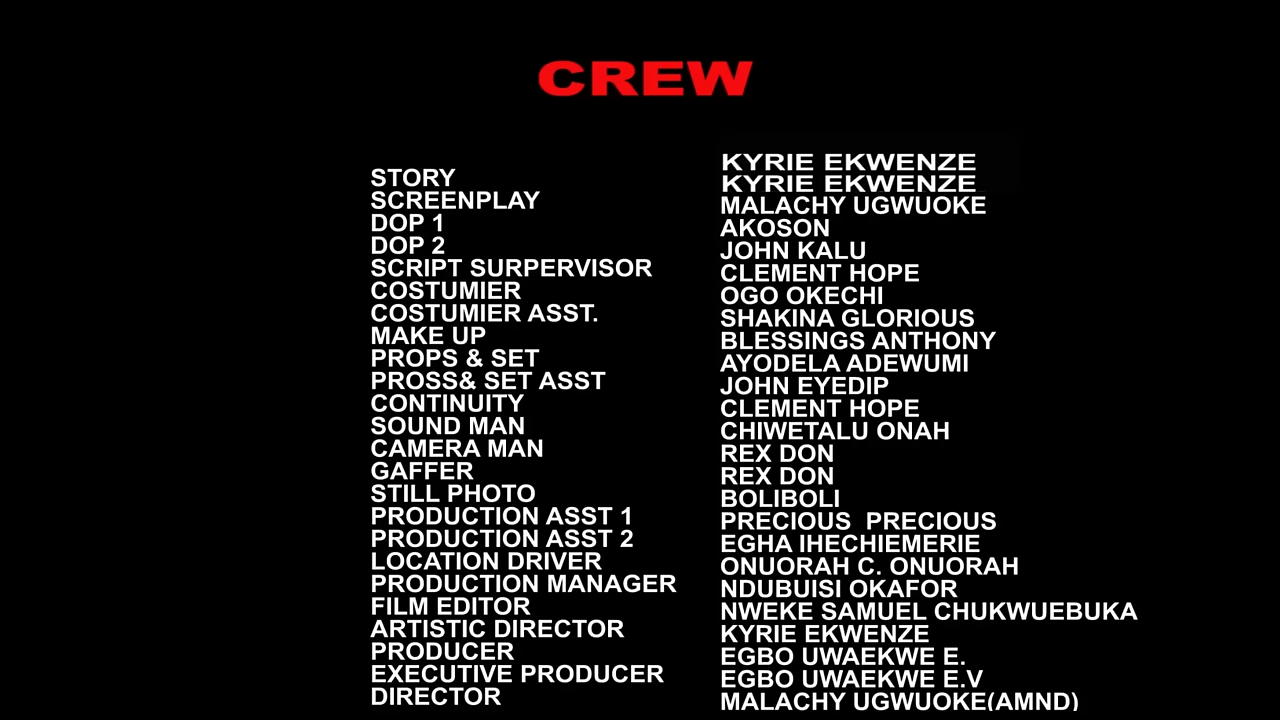 CREW
STORY
SCREENPLAY
DOP 1
DOP 2
SCRIPT SURPERVISOR
COSTUMIER
COSTUMIER ASST.
MAKE UP
PROPS & SET
PROSS& SET ASST
CONTINUITY
SOUND MAN
CAMERA MAN
GAFFER
STILL PHOTO
PRODUCTION ASST 1
PRODUCTION ASST 2
LOCATION DRIVER
PRODUCTION MANAGER
FILM EDITOR
ARTISTIC DIRECTOR
PRODUCER
EXECUTIVE PRODUCER
DIRECTOR
KYRIE EKWENZE
KYRIE EKWENZE
MALACHY UGWUOKE
AKOSON
JOHN KALU
CLEMENT HOPE
OGO OKECHI
SHAKINA GLORIOUS
BLESSINGS ANTHONY
AYODELA ADEWUMI
JOHN EYEDIP
CLEMENT HOPE
CHIWETALU ONAH
REX DON
REX DON
BOLIBOLI
PRECIOUS  PRECIOUS
EGHA IHECHIEMERIE
ONUORAH C. ONUORAH
NDUBUISI OKAFOR
NWEKE SAMUEL CHUKWUEBUKA
KYRIE EKWENZE
EGBO UWAEKWE E.
EGBO UWAEKWE E.V
MALACHY UGWUOKE(AMND)